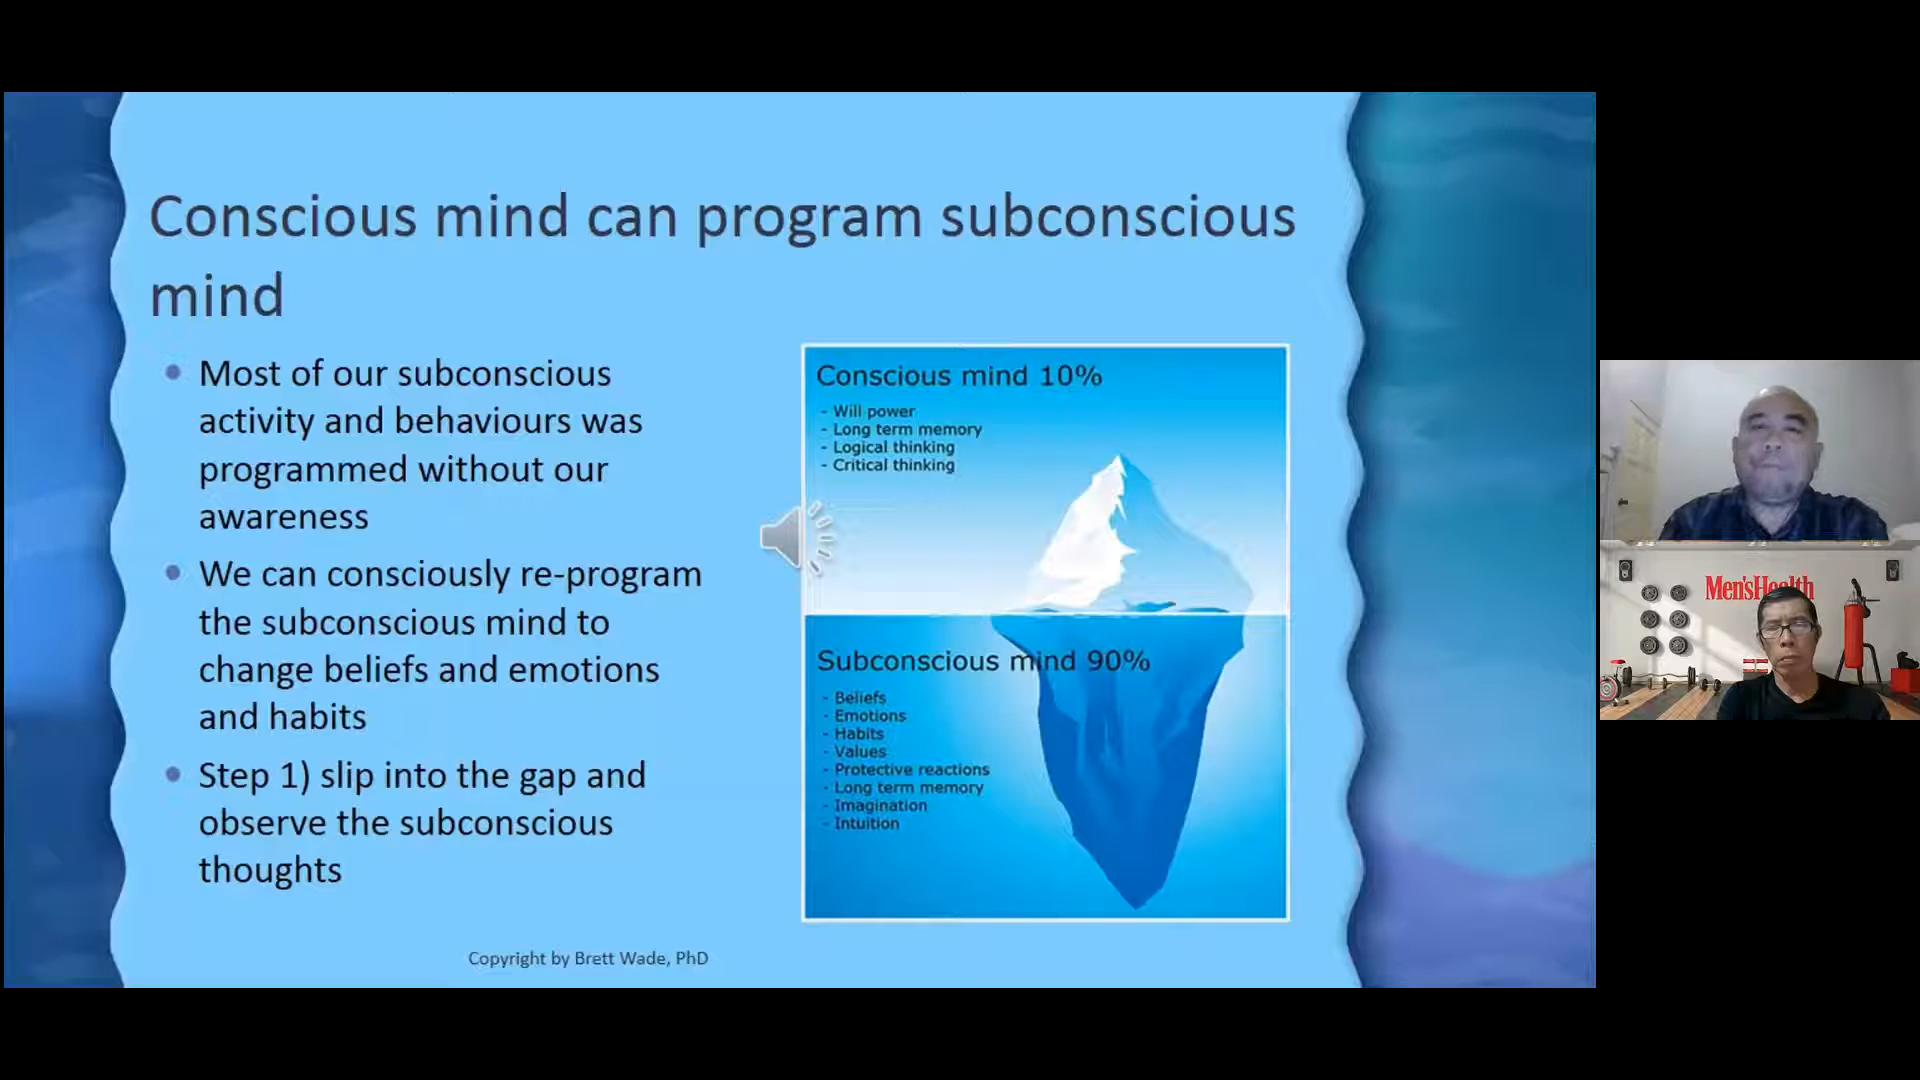 Conscious mind can program subconscious
mind
• Most of our subconscious
activity and behaviours was
programmed without our
awareness
• We can consciously re-program
the subconscious mind to
change beliefs and emotions
and habits
• Step 1) slip into the gap and
observe the subconscious
thoughts
Conscious mind 10%
- Will power
- Long term memory
- Logical thinking
- Critical thinking
Subconscious mind 90%
- Beliefs
- Emotions
- Habits
- Values
- Protective reactions
- Long term memory
- Imagination
- Intuition
Copyright by Brett Wade, PhD
Men'sHealth